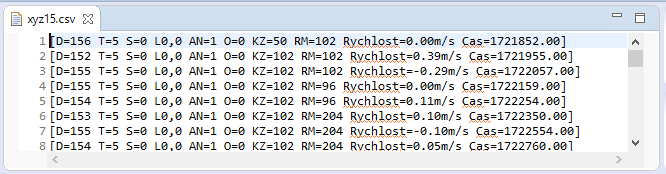 xyz15.csv
1 [D=156 T=5 S=0 L0,0 AN=1 O=0 KZ=50 RM=102 Rychlost=0.00m/s Cas=1721852.00]
2 [D=152 T=5 S=0 L0,0 AN=1 O=0 KZ=102 RM=102 Rychlost=0.39m/s Cas=1721955.00]
3 [D=155 T=5 S=0 L0,0 AN=1 O=0 KZ=102 RM=102 Rychlost=-0.29m/s Cas=1722057.00]
4 [D=155 T=5 S=0 L0,0 AN=1 O=0 KZ=102 RM=96 Rychlost=0.00m/s Cas=1722159.00]
5 [D=154 T=5 S=0 L0,0 AN=1 O=0 KZ=102 RM=96 Rychlost=0.11m/s Cas=1722254.00]
6 [D=153 T=5 S=0 L0,0 AN=1 O=0 KZ=102 RM=204 Rychlost=0.10m/s Cas=1722350.00]
7 [D=155 T=5 S=0 L0,0 AN=1 O=0 KZ=102 RM=204 Rychlost=-0.10m/s Cas=1722554.00]
8 [D=154 T=5 S=0 L0,0 AN=1 O=0 KZ=102 RM=204 Rychlost=0.05m/s Cas=1722760.00]